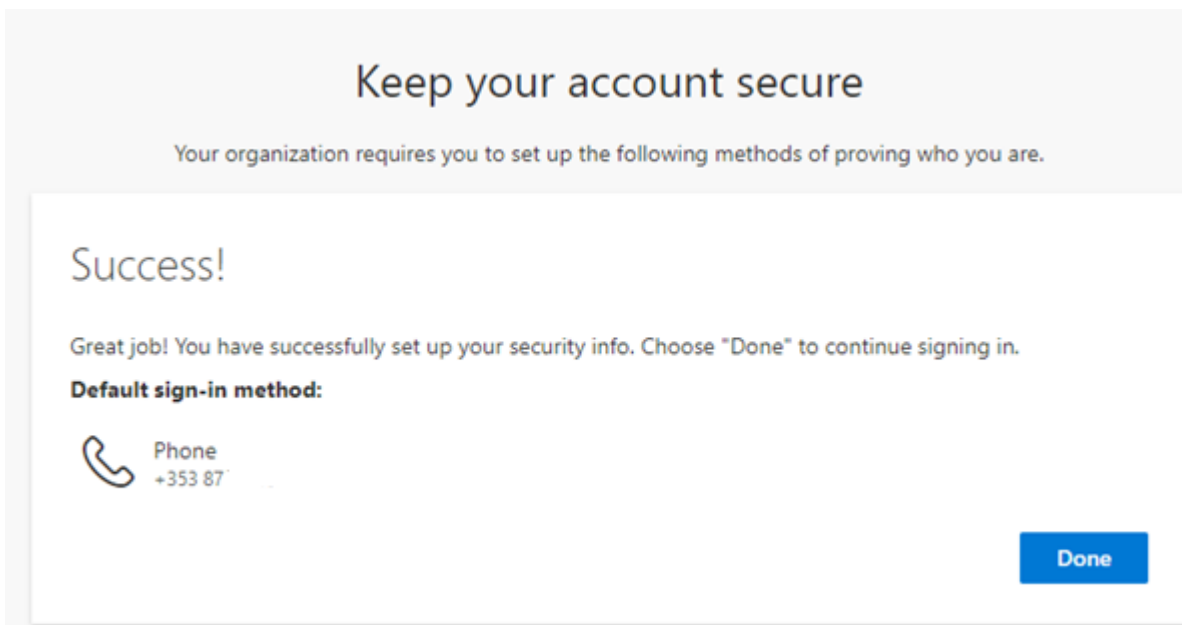 Keep your account secure
Your organization requires you to set up the following methods of proving who you are.
Success!
Great job! You have successfully set up your security info. Choose "Done" to continue signing in.
Default sign-in method:
Phone
+353 87
Done